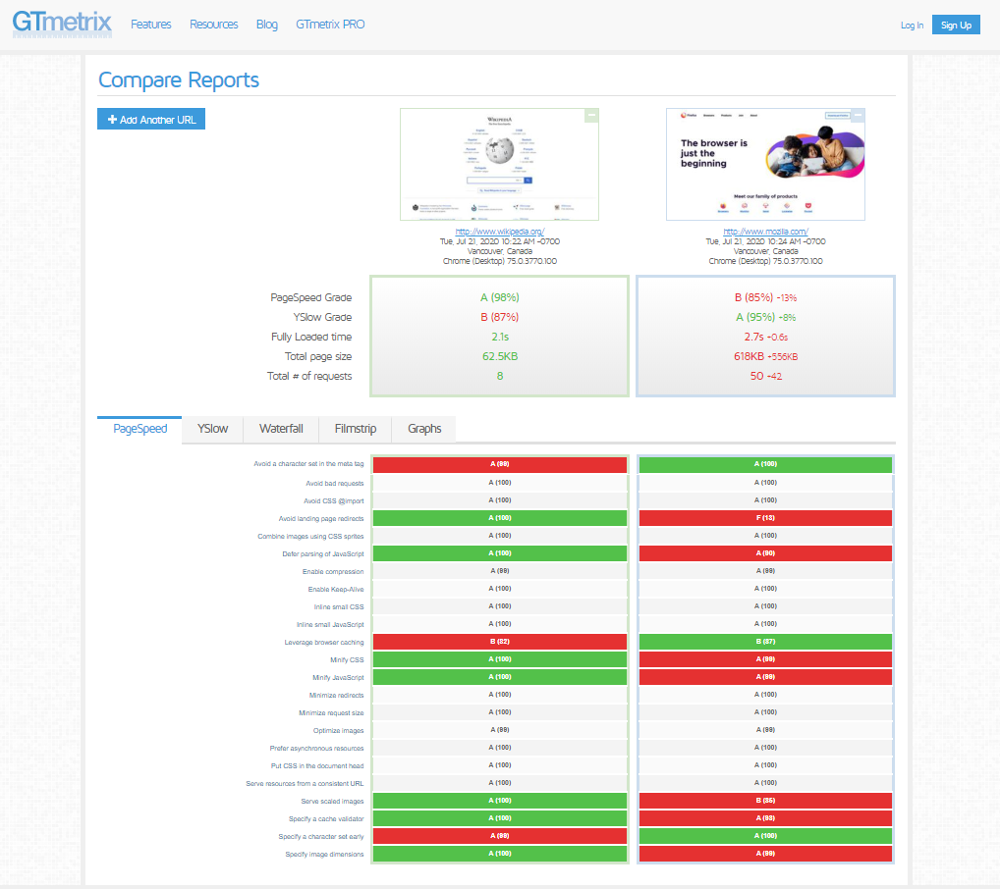 GTmetrix Features Resources Blog GTmetrix PRO Log In Sign Up
Compare Reports
+ Add Another URL
WIKIPEDIA
The browser is
just the
beginning
Meet our family of products
http://www.wikipedia.org/ http://www.mozilla.com/
Tue, Jul 21, 2020 10:22 AM -0700 Tue, Jul 21, 2020 10:24 AM -0700
Vancouver, Canada Vancouver, Canada
Chrome (Desktop) 75.0.3770.100 Chrome (Desktop) 75.0.3770.100
PageSpeed Grade A (98%) B (85%) -13%
YSlow Grade B (87%) A (95%) +8%
Fully Loaded time 2.1s 2.7s +0.6s
Total page size 62.5KB 618KB +556KB
Total # of requests 8 50 +42
PageSpeed YSlow Waterfall Filmstrip Graphs
Avoid a character set in the meta tag A (99) A (100)
Avoid bad requests A (100) A (100)
Avoid CSS @import A (100) A (100)
Avoid landing page redirects A (100) F (13)
Combine images using CSS sprites A (100) A (100)
Defer parsing of JavaScript A (100) A (90)
Enable compression A (99) A (99)
Enable Keep-Alive A (100) A (100)
Inline small CSS A (100) A (100)
Inline small JavaScript A (100) A (100)
Leverage browser caching B (82) B (87)
Minify CSS A (100) A (99)
Minify JavaScript A (100) A (99)
Minimize redirects A (100) A (100)
Minimize request size A (100) A (100)
Optimize images A (99) A (99)
Prefer asynchronous resources A (100) A (100)
Put CSS in the document head A (100) A (100)
Serve resources from a consistent URL A (100) A (100)
Serve scaled images A (100) B (85)
Specify a cache validator A (100) A (93)
Specify a character set early A (99) A (100)
Specify image dimensions A (100) A (99)